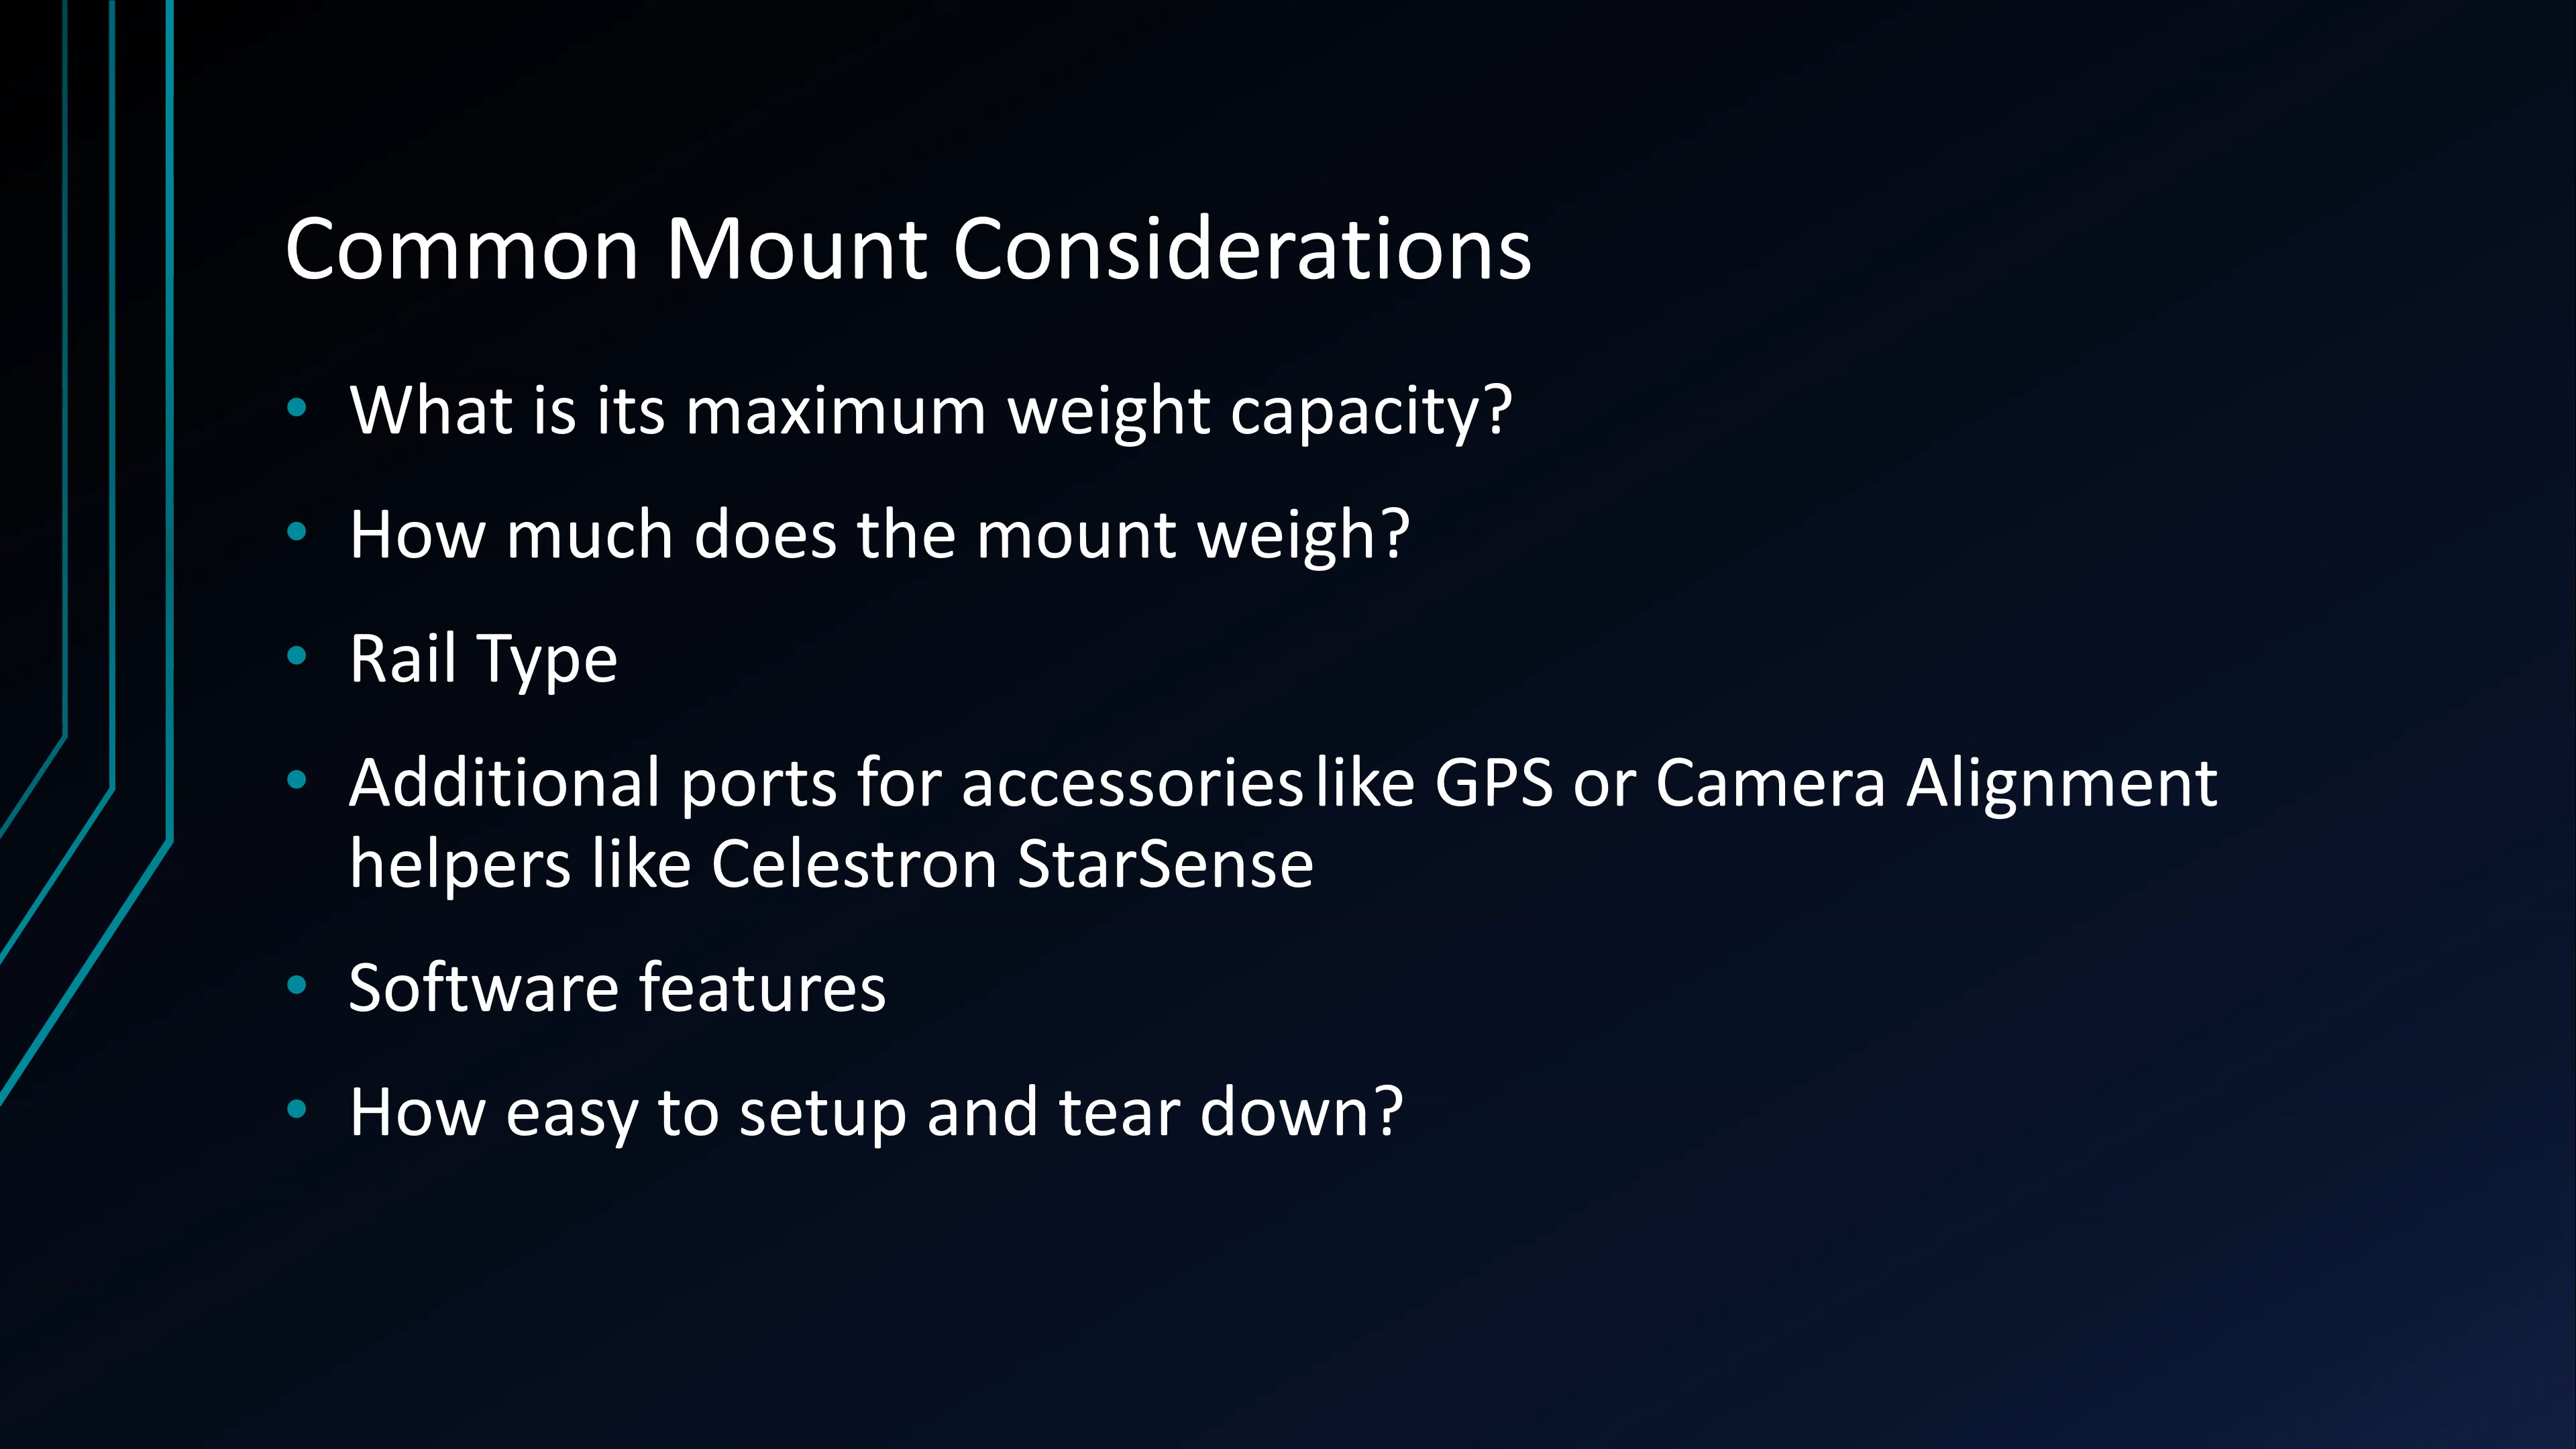 Common Mount Considerations
• What is its maximum weight capacity?
• How much does the mount weigh?
• Rail Type
• Additional ports for accessories like GPS or Camera Alignment
helpers like Celestron StarSense
• Software features
• How easy to setup and tear down?